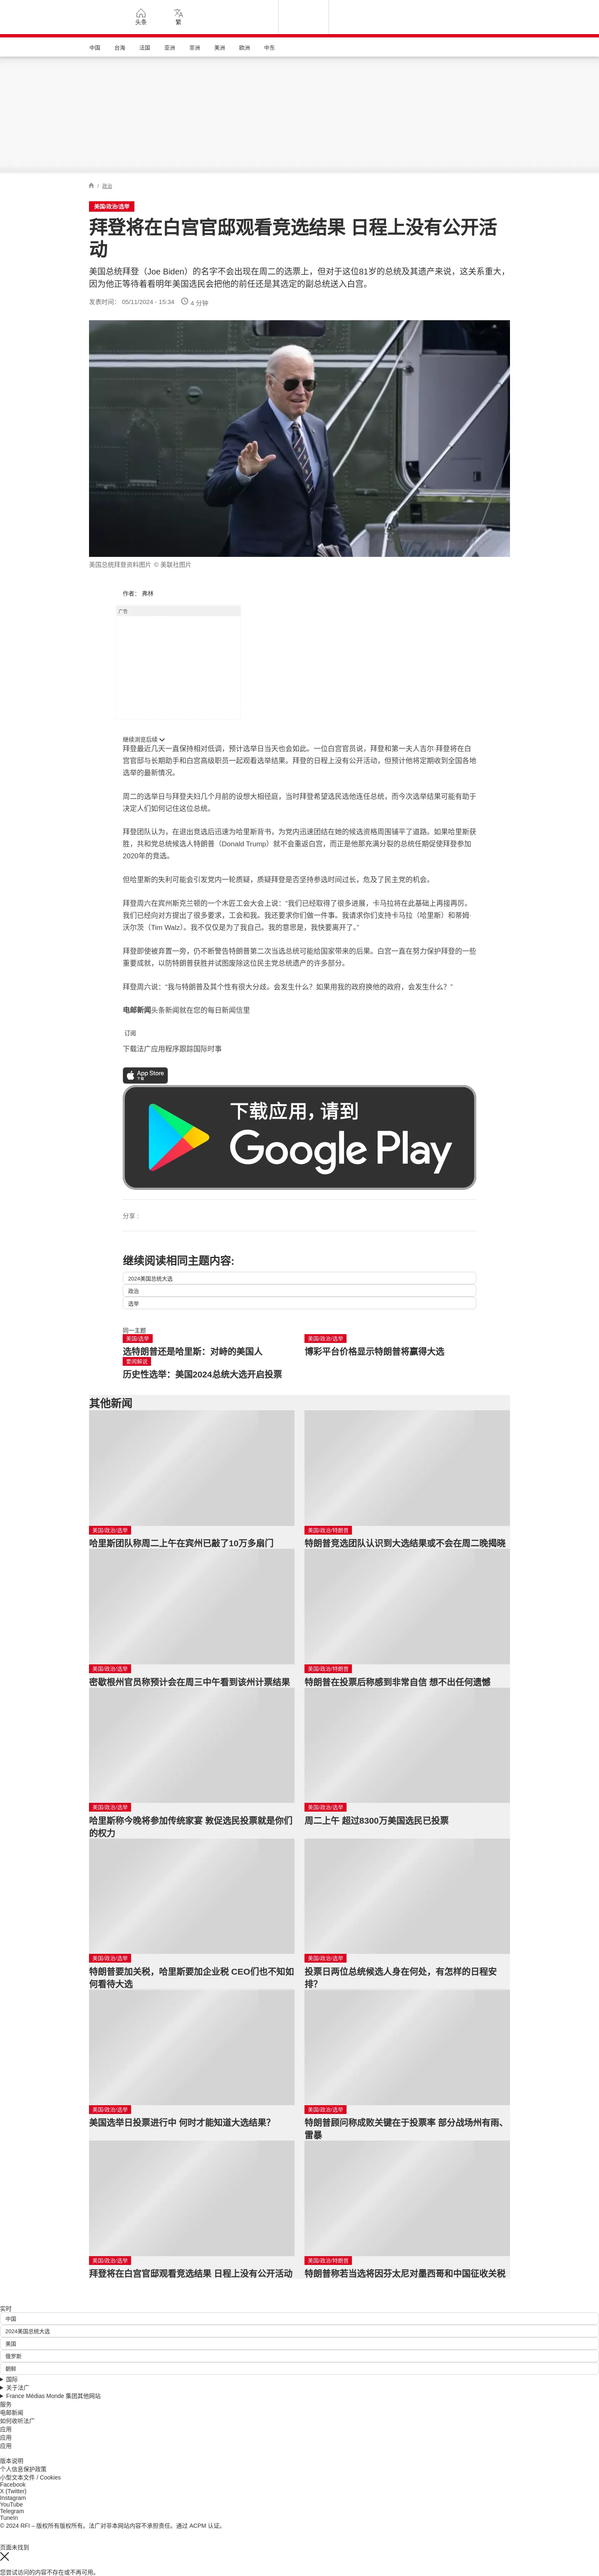 头条
繁
中国 台海 法国 亚洲 非洲 美洲 欧洲 中东
/ 政治
美国/政治/选举
拜登将在白宫官邸观看竞选结果 日程上没有公开活
动
美国总统拜登（Joe Biden）的名字不会出现在周二的选票上，但对于这位81岁的总统及其遗产来说，这关系重大，
因为他正等待着看明年美国选民会把他的前任还是其选定的副总统送入白宫。
发表时间： 05/11/2024 - 15:34 4 分钟
美国总统拜登资料图片 © 美联社图片
作者： 弗林
广告
继续浏览后续
拜登最近几天一直保持相对低调，预计选举日当天也会如此。一位白宫官员说，拜登和第一夫人吉尔·拜登将在白
宫官邸与长期助手和白宫高级职员一起观看选举结果。拜登的日程上没有公开活动，但预计他将定期收到全国各地
选举的最新情况。
周二的选举日与拜登夫妇几个月前的设想大相径庭，当时拜登希望选民选他连任总统，而今次选举结果可能有助于
决定人们如何记住这位总统。
拜登团队认为，在退出竞选后迅速为哈里斯背书，为党内迅速团结在她的候选资格周围铺平了道路。如果哈里斯获
胜，共和党总统候选人特朗普（Donald Trump）就不会重返白宫，而正是他那充满分裂的总统任期促使拜登参加
2020年的竞选。
但哈里斯的失利可能会引发党内一轮质疑，质疑拜登是否坚持参选时间过长，危及了民主党的机会。
拜登周六在宾州斯克兰顿的一个木匠工会大会上说：“我们已经取得了很多进展，卡马拉将在此基础上再接再厉。
我们已经向对方提出了很多要求，工会和我。我还要求你们做一件事。我请求你们支持卡马拉（哈里斯）和蒂姆·
沃尔茨（Tim Walz）。我不仅仅是为了我自己。我的意思是，我快要离开了。”
拜登即使被弃置一旁，仍不断警告特朗普第二次当选总统可能给国家带来的后果。白宫一直在努力保护拜登的一些
重要成就，以防特朗普获胜并试图废除这位民主党总统遗产的许多部分。
拜登周六说：“我与特朗普及其个性有很大分歧。会发生什么？如果用我的政府换他的政府，会发生什么？”
电邮新闻头条新闻就在您的每日新闻信里
订阅
下载法广应用程序跟踪国际时事
App Store
下载
下载应用，请到
Google Play
分享 :
继续阅读相同主题内容:
2024美国总统大选
政治
选举
同一主题
美国/选举
选特朗普还是哈里斯：对峙的美国人
美国/政治/选举
博彩平台价格显示特朗普将赢得大选
要闻解说
历史性选举：美国2024总统大选开启投票
其他新闻
美国/政治/选举
哈里斯团队称周二上午在宾州已敲了10万多扇门
美国/政治/特朗普
特朗普竞选团队认识到大选结果或不会在周二晚揭晓
美国/政治/选举
密歇根州官员称预计会在周三中午看到该州计票结果
美国/政治/特朗普
特朗普在投票后称感到非常自信 想不出任何遗憾
美国/政治/选举
哈里斯称今晚将参加传统家宴 敦促选民投票就是你们
的权力
美国/政治/选举
周二上午 超过8300万美国选民已投票
美国/政治/选举
特朗普要加关税，哈里斯要加企业税 CEO们也不知如
何看待大选
美国/政治/选举
投票日两位总统候选人身在何处，有怎样的日程安
排？
美国/政治/选举
美国选举日投票进行中 何时才能知道大选结果？
美国/政治/选举
特朗普顾问称成败关键在于投票率 部分战场州有雨、
雷暴
美国/政治/选举
拜登将在白宫官邸观看竞选结果 日程上没有公开活动
美国/政治/特朗普
特朗普称若当选将因芬太尼对墨西哥和中国征收关税
实时
中国
2024美国总统大选
美国
俄罗斯
朝鲜
国际
关于法广
France Médias Monde 集团其他网站
服务
电邮新闻
如何收听法广
应用
应用
应用
版本说明
个人信息保护政策
小型文本文件 / Cookies
Facebook
X (Twitter)
Instagram
YouTube
Telegram
TuneIn
© 2024 RFI – 版权所有版权所有。法广对非本网站内容不承担责任。通过 ACPM 认证。
页面未找到
您尝试访问的内容不存在或不再可用。